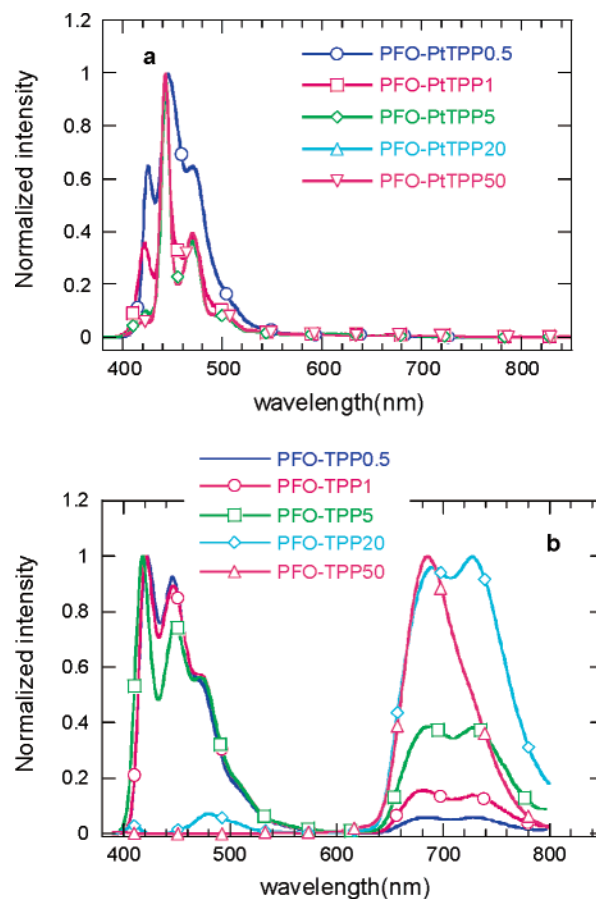 a
PFO-PtTPP0.5
PFO-PtTPP1
PFO-PtTPP5
PFO-PtTPP20
PFO-PtTPP50
Normalized intensity
1.2
1
0.8
0.6
0.4
0.2
0
400 500 600 700 800
wavelength(nm)
PFO-TPP0.5
PFO-TPP1
PFO-TPP5
PFO-TPP20
PFO-TPP50
b
Normalized intensity
1.2
1
0.8
0.6
0.4
0.2
0
400 500 600 700 800
wavelength(nm)